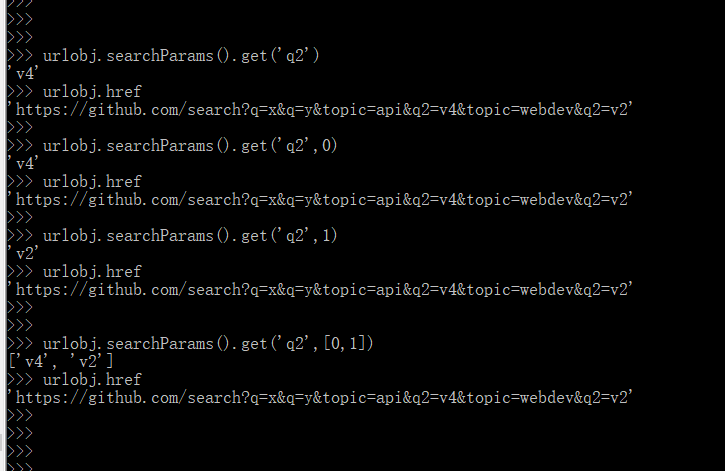 >>>
>>>
>>>
>>> urlobj.searchParams().get('q2')
'v4'
>>> urlobj.href
'https://github.com/search?q=x&q=y&topic=api&q2=v4&topic=webdev&q2=v2'
>>>
>>> urlobj.searchParams().get('q2',0)
'v4'
>>> urlobj.href
'https://github.com/search?q=x&q=y&topic=api&q2=v4&topic=webdev&q2=v2'
>>>
>>> urlobj.searchParams().get('q2',1)
'v2'
>>> urlobj.href
'https://github.com/search?q=x&q=y&topic=api&q2=v4&topic=webdev&q2=v2'
>>>
>>>
>>> urlobj.searchParams().get('q2',[0,1])
['v4', 'v2']
>>> urlobj.href
'https://github.com/search?q=x&q=y&topic=api&q2=v4&topic=webdev&q2=v2'
>>>
>>>
>>>
>>>